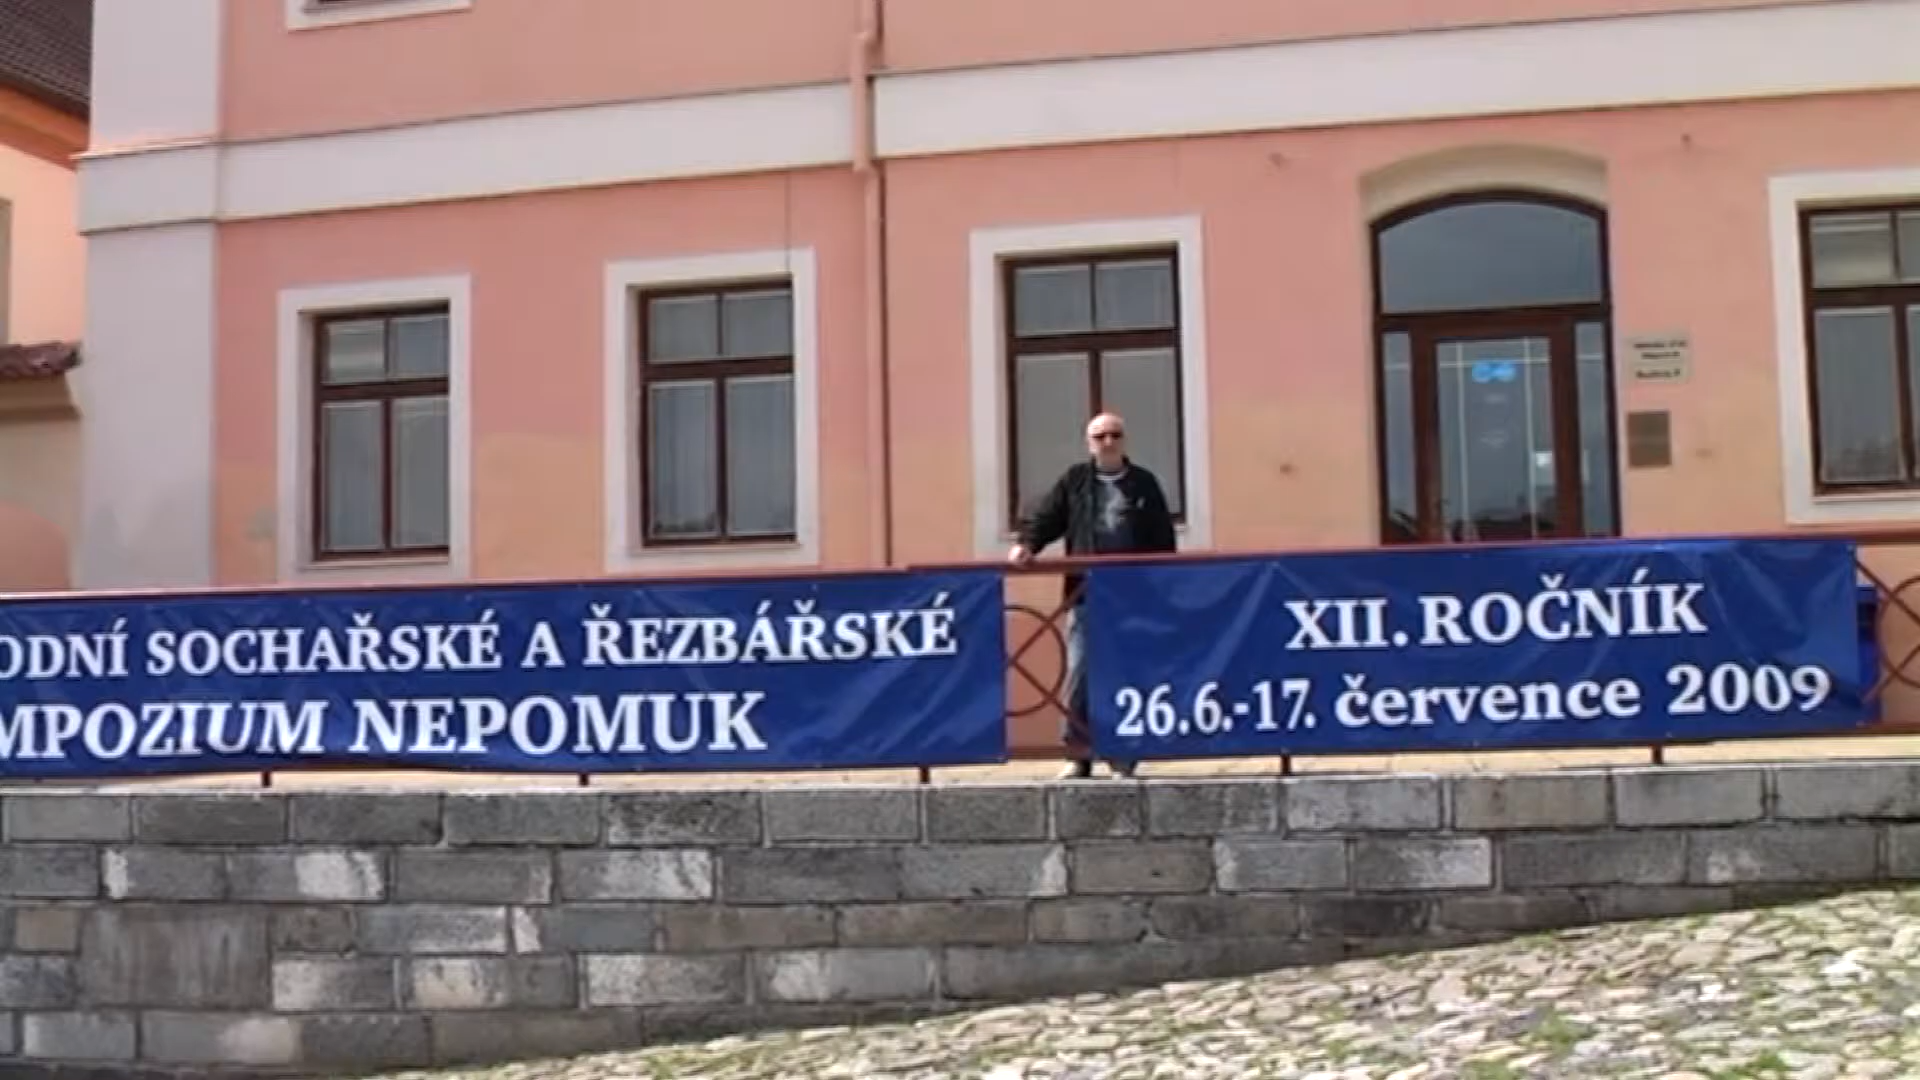 ODNÍ SOCHAŘSKÉ A ŘEZBÁŘSKÉ
MPOZIUM NEPOMUK
XII. ROČNÍK
26.6.-17. července 2009